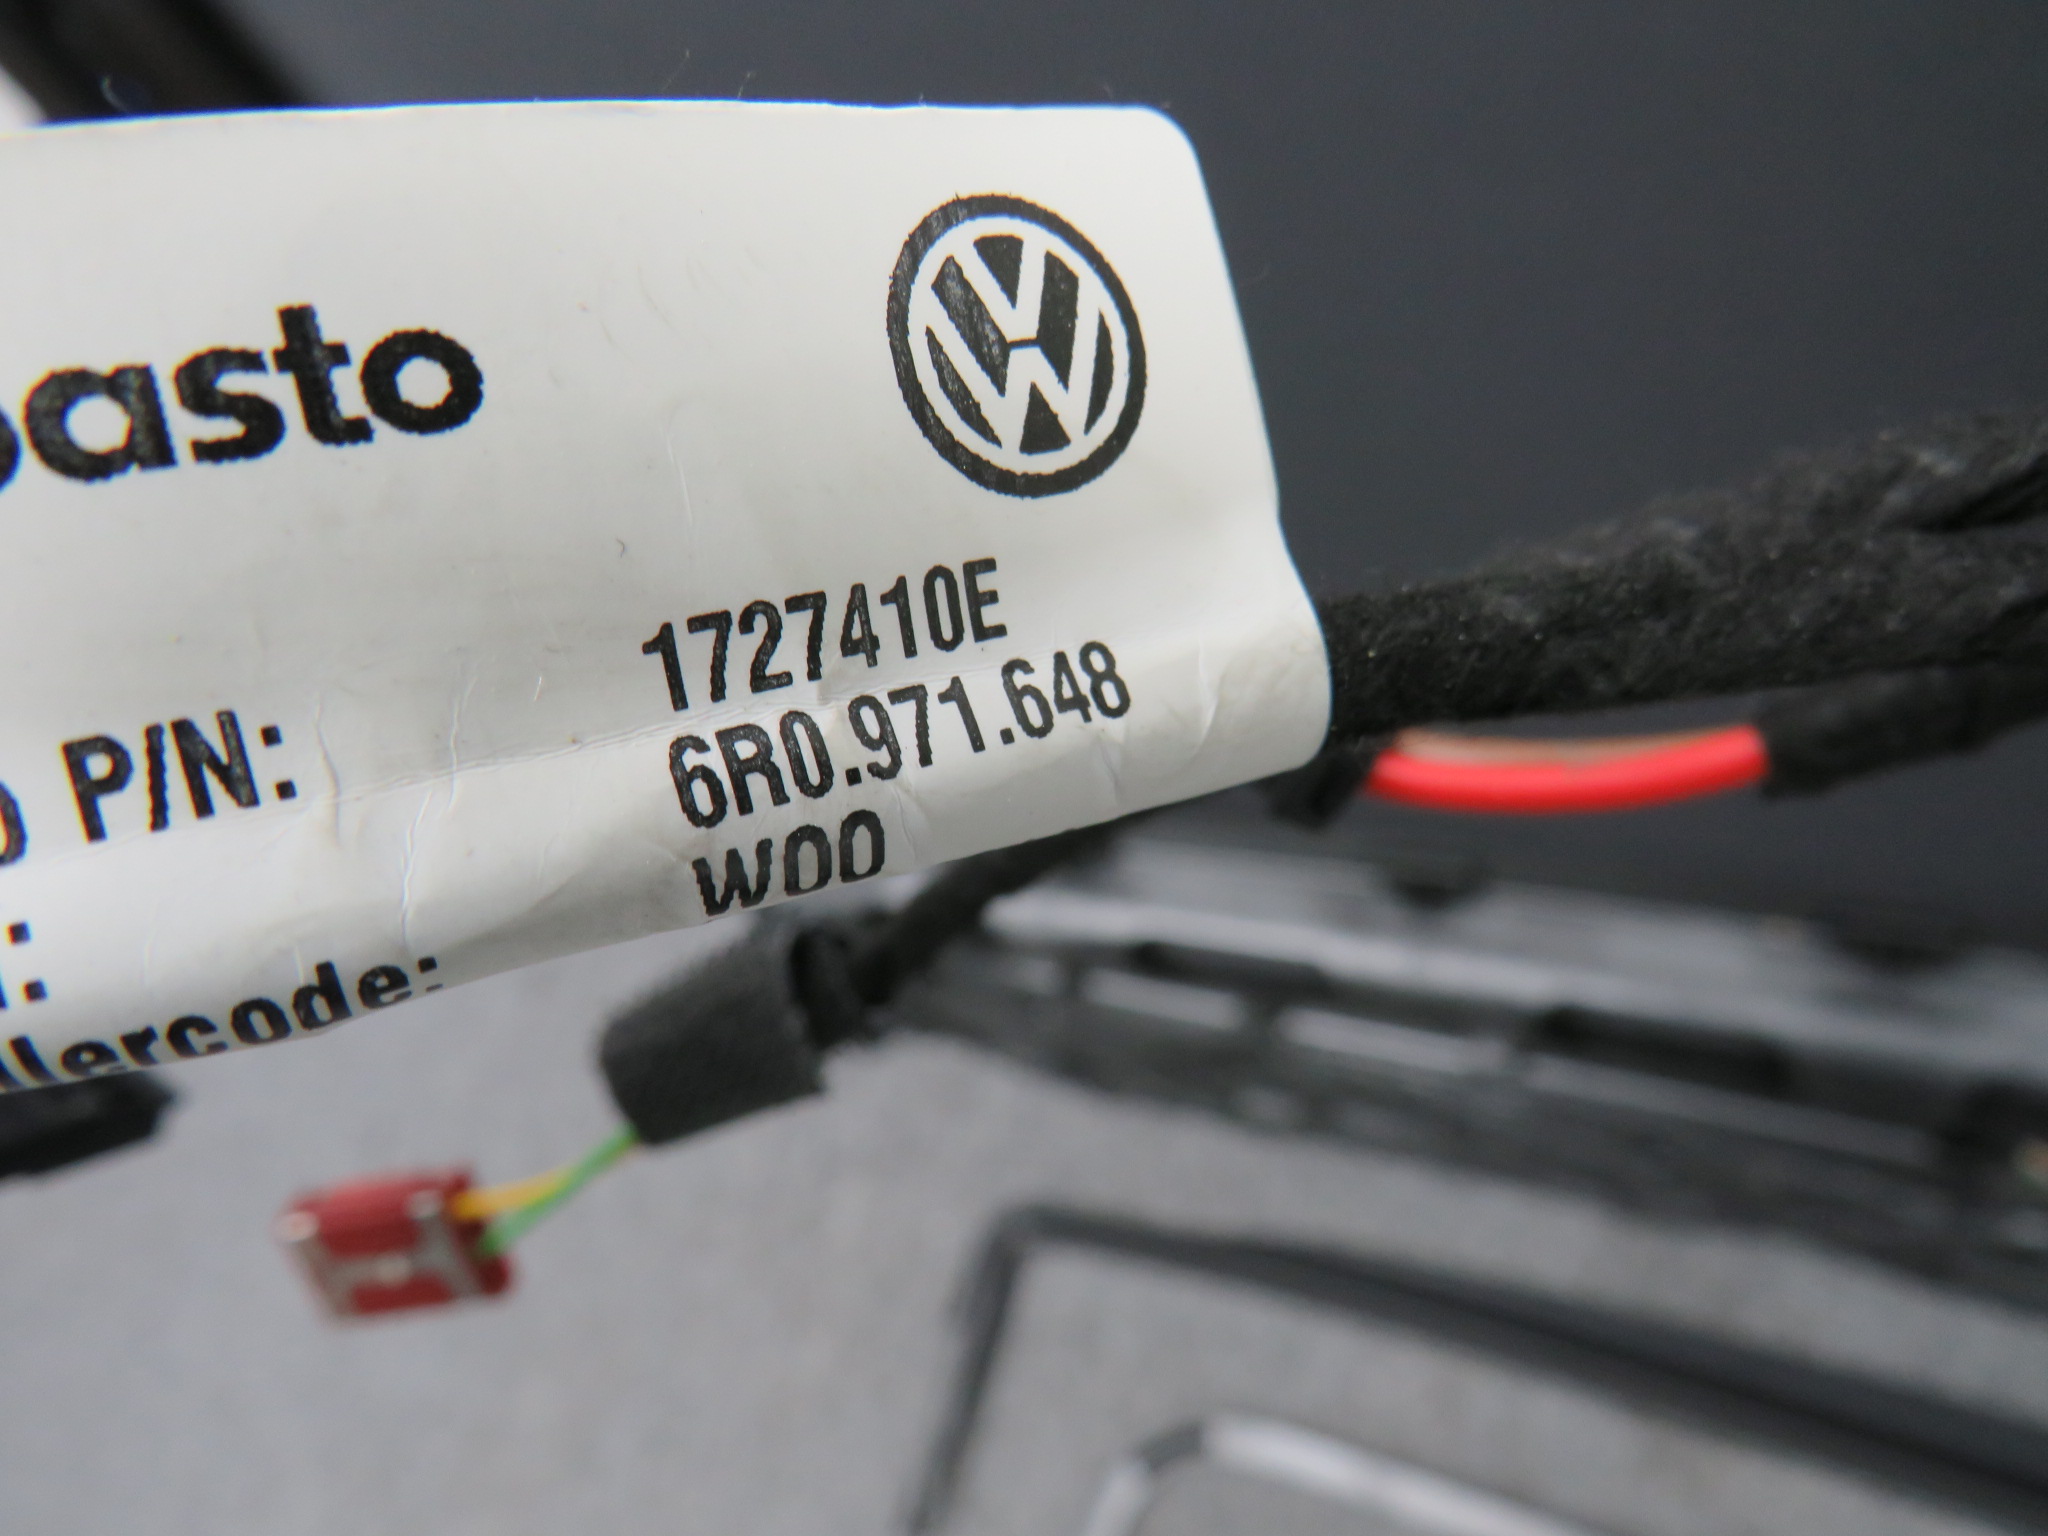 basto
1727410E
P/N: 6R0.971.648
W00
llercode: